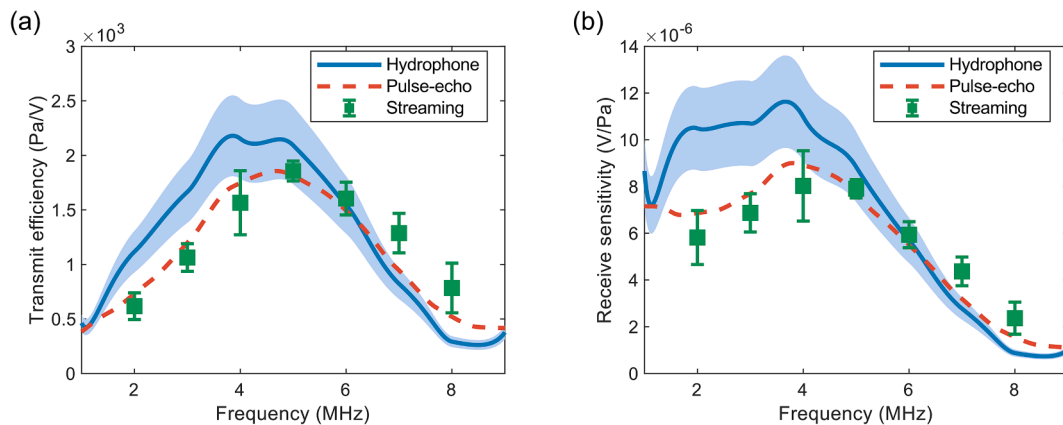 (a)
×10³
3
2.5
2
1.5
1
0.5
0
2
4
6
8
Transmit efficiency (Pa/V)
Frequency (MHz)
Hydrophone
Pulse-echo
Streaming
(b)
×10⁻⁶
14
12
10
8
6
4
2
0
2
4
6
8
Receive sensitivity (V/Pa)
Frequency (MHz)
Hydrophone
Pulse-echo
Streaming